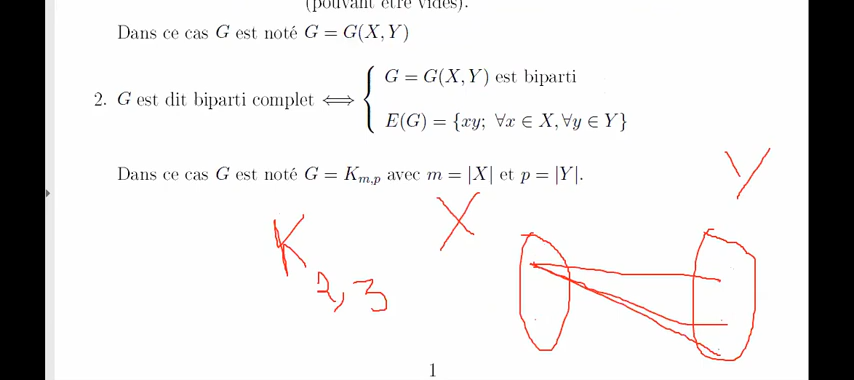 (pouvant être vides).
Dans ce cas G est noté G = G(X, Y)
2. G est dit biparti complet ⟺ { G = G(X, Y) est biparti
E(G) = {xy; ∀x ∈ X, ∀y ∈ Y}
Dans ce cas G est noté G = K_{m,p} avec m = |X| et p = |Y|.
Y
X
K_{2,3}
1